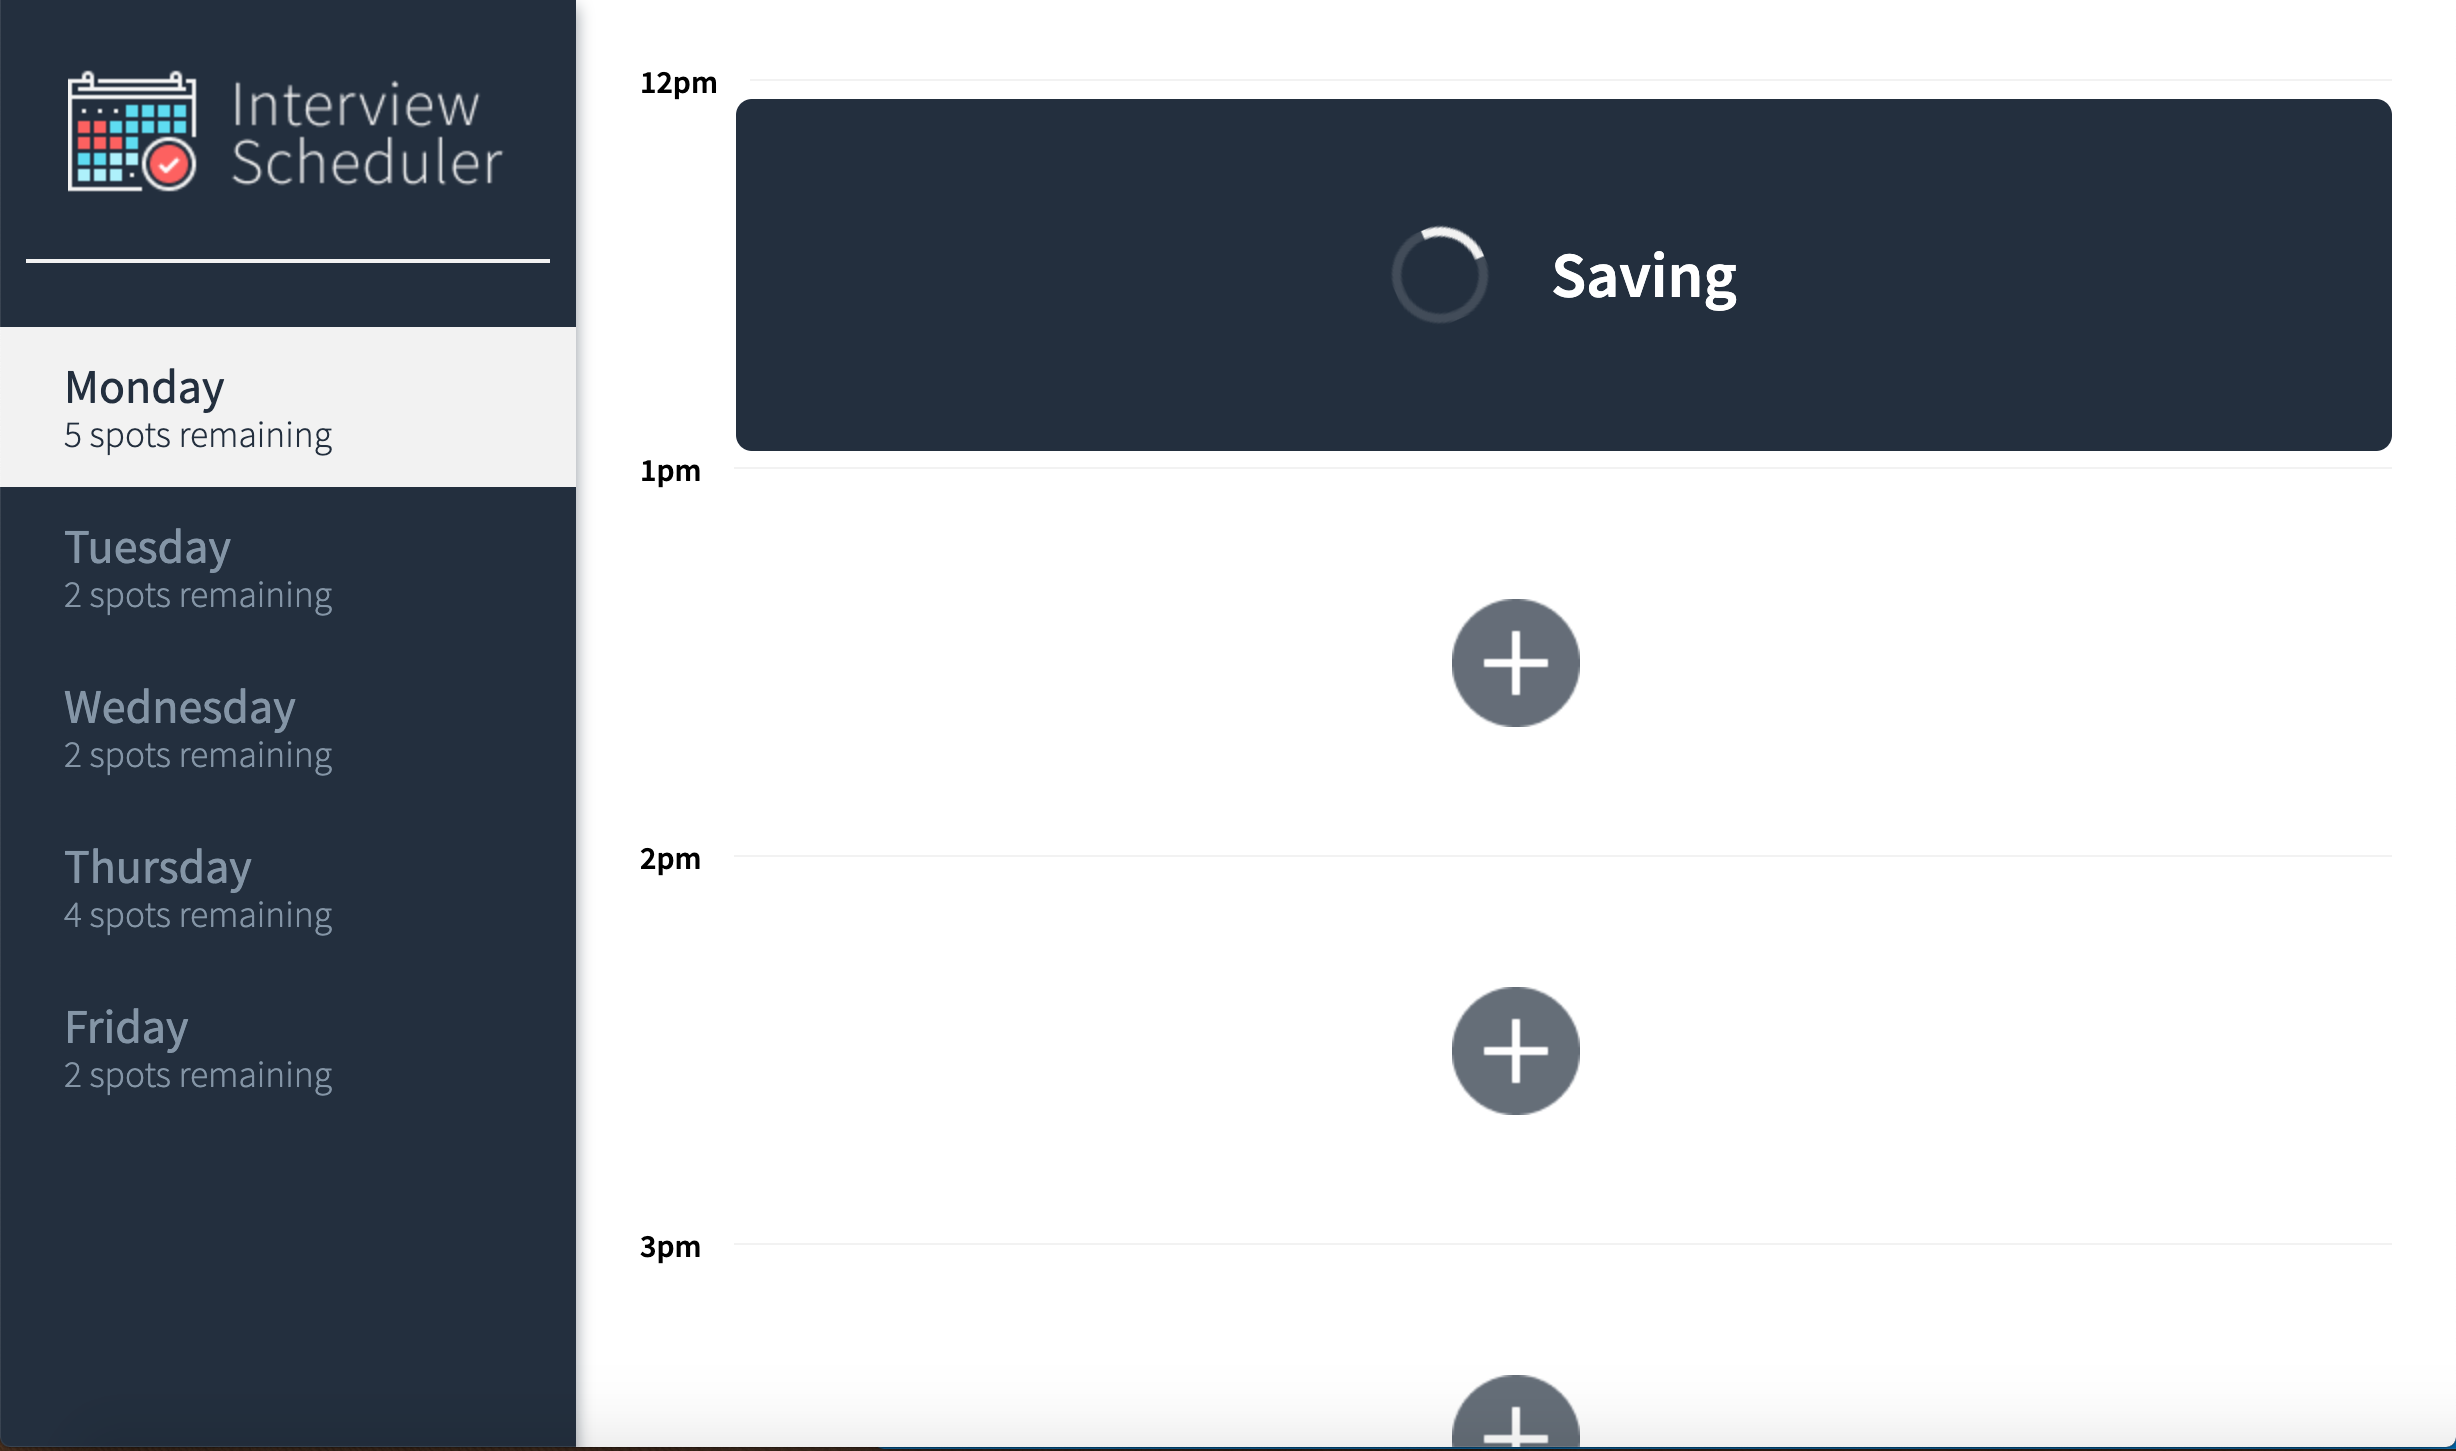 Interview
Scheduler
Monday
5 spots remaining
Tuesday
2 spots remaining
Wednesday
2 spots remaining
Thursday
4 spots remaining
Friday
2 spots remaining
12pm
Saving
1pm
2pm
3pm